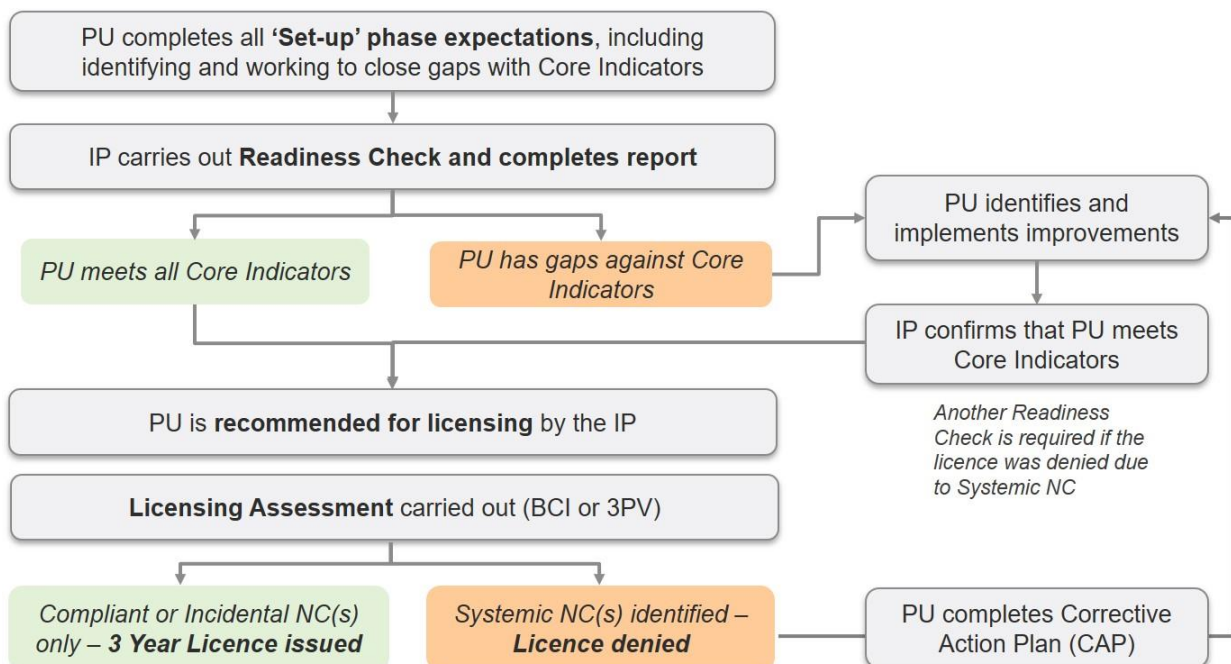 PU completes all ‘Set-up’ phase expectations, including
identifying and working to close gaps with Core Indicators
IP carries out Readiness Check and completes report
PU meets all Core Indicators
PU has gaps against Core
Indicators
PU identifies and
implements improvements
IP confirms that PU meets
Core Indicators
Another Readiness
Check is required if the
licence was denied due
to Systemic NC
PU is recommended for licensing by the IP
Licensing Assessment carried out (BCI or 3PV)
Compliant or Incidental NC(s)
only – 3 Year Licence issued
Systemic NC(s) identified –
Licence denied
PU completes Corrective
Action Plan (CAP)